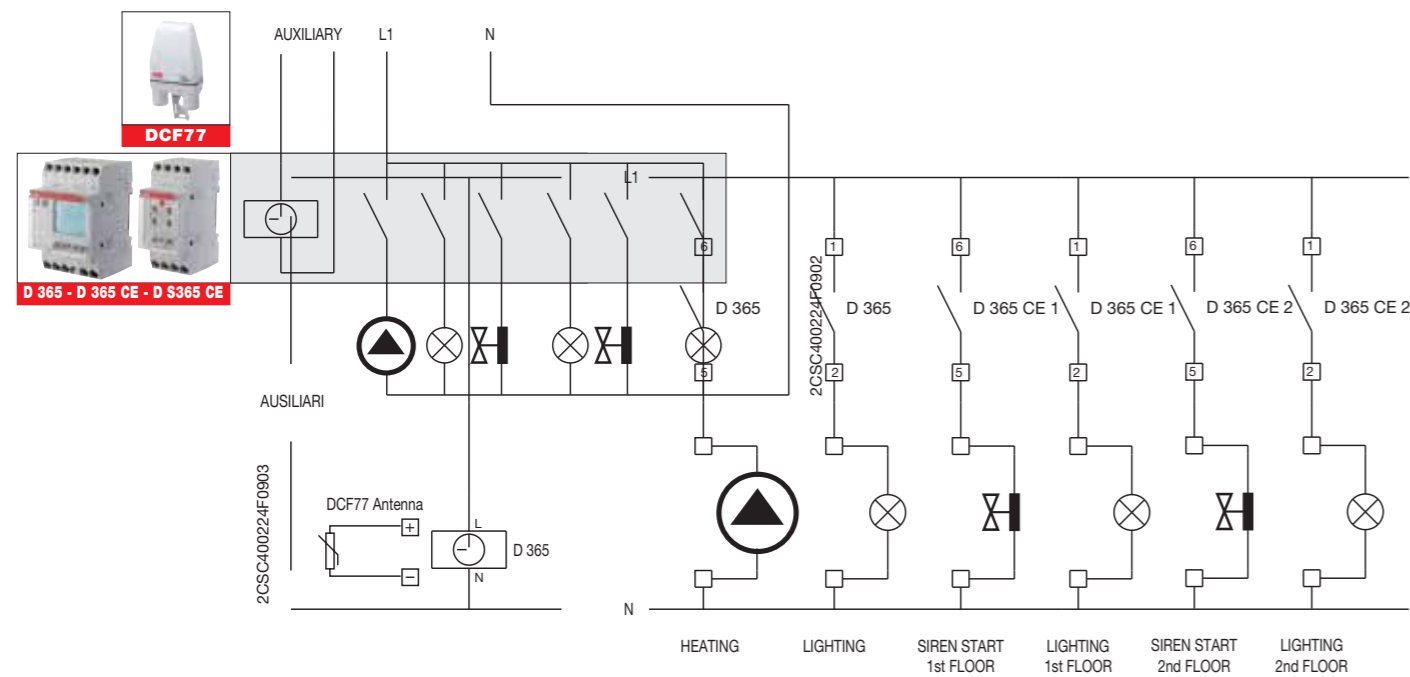 AUXILIARY L1 N
DCF77
L1
D 365 - D 365 CE - D S365 CE
6 1 6 1 6 1
D 365 D 365 D 365 CE 1 D 365 CE 1 D 365 CE 2 D 365 CE 2
2CSC400224F0902
5 2 5 2 5 2
AUSILIARI
2CSC400224F0903
DCF77 Antenna
+
L
D 365
−
N
N
HEATING LIGHTING SIREN START LIGHTING SIREN START LIGHTING
1st FLOOR 1st FLOOR 2nd FLOOR 2nd FLOOR